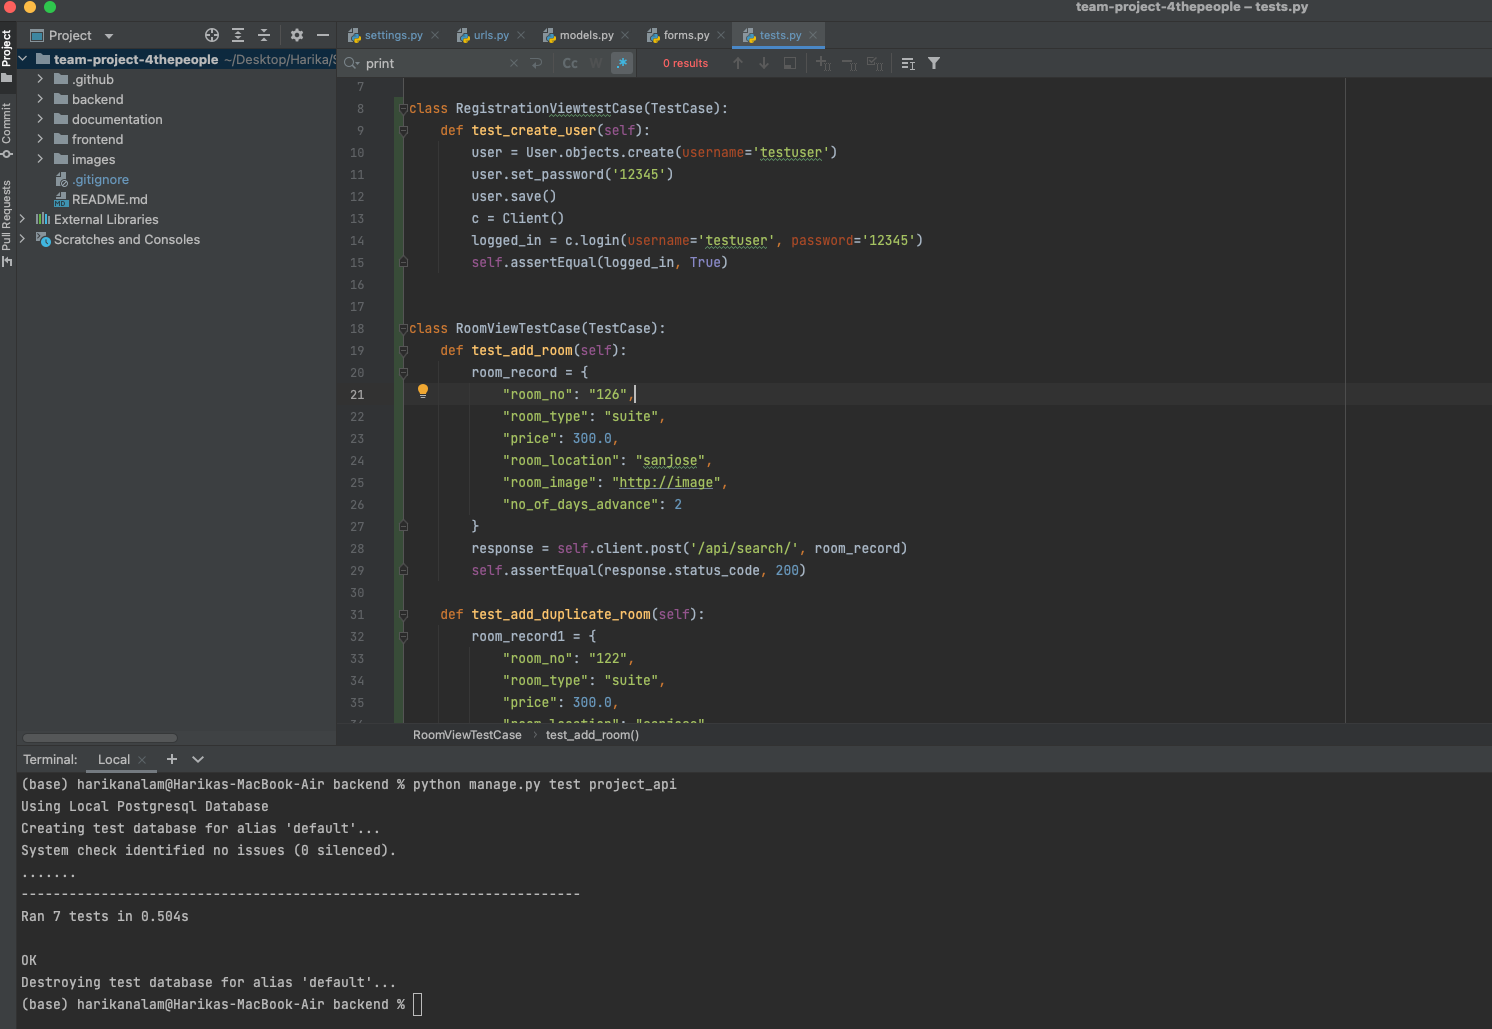 team-project-4thepeople – tests.py
Project
Commit
Pull Requests
Project
team-project-4thepeople ~/Desktop/Harika/S
.github
backend
documentation
frontend
images
.gitignore
README.md
External Libraries
Scratches and Consoles
settings.py urls.py models.py forms.py tests.py
print Cc W .* 0 results
7
8 class RegistrationViewtestCase(TestCase):
9 def test_create_user(self):
10 user = User.objects.create(username='testuser')
11 user.set_password('12345')
12 user.save()
13 c = Client()
14 logged_in = c.login(username='testuser', password='12345')
15 self.assertEqual(logged_in, True)
16
17
18 class RoomViewTestCase(TestCase):
19 def test_add_room(self):
20 room_record = {
21 "room_no": "126",
22 "room_type": "suite",
23 "price": 300.0,
24 "room_location": "sanjose",
25 "room_image": "http://image",
26 "no_of_days_advance": 2
27 }
28 response = self.client.post('/api/search/', room_record)
29 self.assertEqual(response.status_code, 200)
30
31 def test_add_duplicate_room(self):
32 room_record1 = {
33 "room_no": "122",
34 "room_type": "suite",
35 "price": 300.0,
36 "room_location": "sanjose",
RoomViewTestCase › test_add_room()
Terminal: Local
(base) harikanalam@Harikas-MacBook-Air backend % python manage.py test project_api
Using Local Postgresql Database
Creating test database for alias 'default'...
System check identified no issues (0 silenced).
.......
----------------------------------------------------------------------
Ran 7 tests in 0.504s
OK
Destroying test database for alias 'default'...
(base) harikanalam@Harikas-MacBook-Air backend %